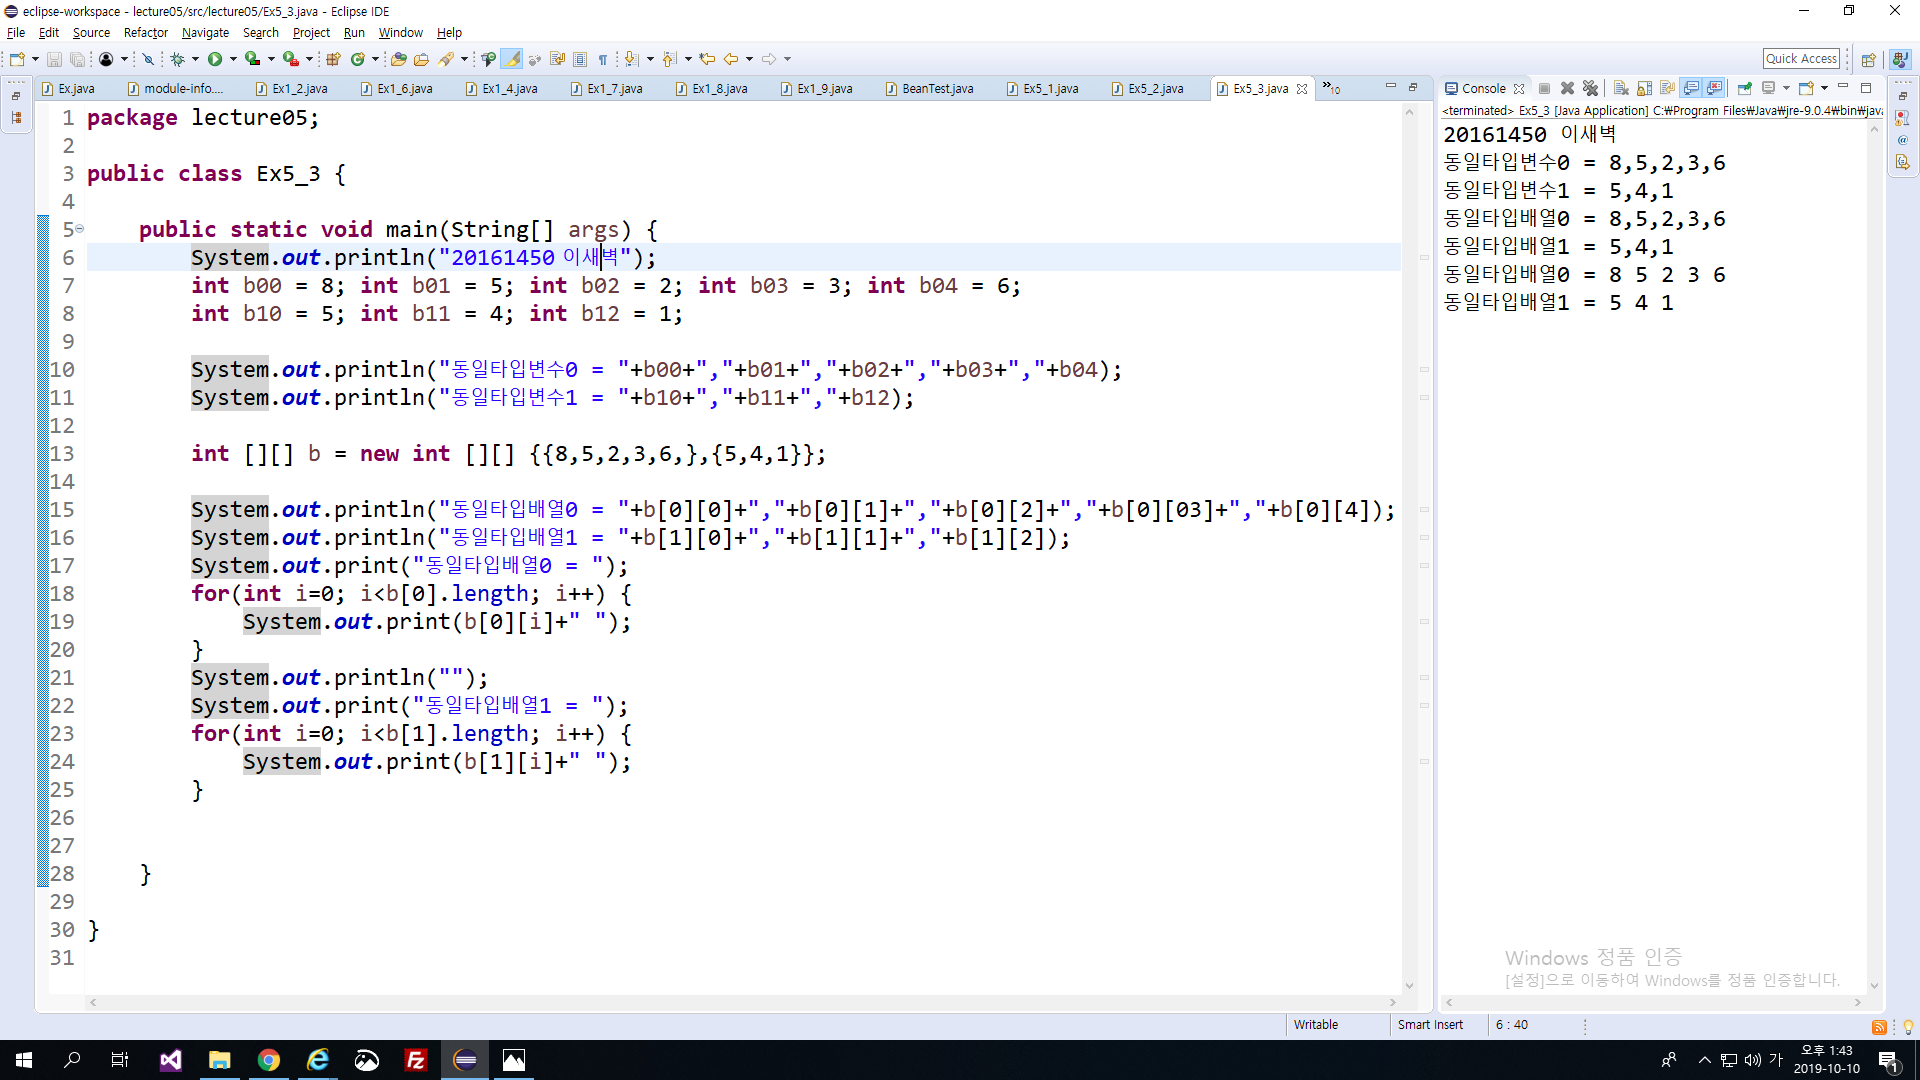 eclipse-workspace - lecture05/src/lecture05/Ex5_3.java - Eclipse IDE
File Edit Source Refactor Navigate Search Project Run Window Help
Quick Access
Ex.java module-info.... Ex1_2.java Ex1_6.java Ex1_4.java Ex1_7.java Ex1_8.java Ex1_9.java BeanTest.java Ex5_1.java Ex5_2.java Ex5_3.java »10
1 package lecture05;
2
3 public class Ex5_3 {
4
5 public static void main(String[] args) {
6 System.out.println("20161450 이새벽");
7 int b00 = 8; int b01 = 5; int b02 = 2; int b03 = 3; int b04 = 6;
8 int b10 = 5; int b11 = 4; int b12 = 1;
9
10 System.out.println("동일타입변수0 = "+b00+","+b01+","+b02+","+b03+","+b04);
11 System.out.println("동일타입변수1 = "+b10+","+b11+","+b12);
12
13 int [][] b = new int [][] {{8,5,2,3,6,},{5,4,1}};
14
15 System.out.println("동일타입배열0 = "+b[0][0]+","+b[0][1]+","+b[0][2]+","+b[0][03]+","+b[0][4]);
16 System.out.println("동일타입배열1 = "+b[1][0]+","+b[1][1]+","+b[1][2]);
17 System.out.print("동일타입배열0 = ");
18 for(int i=0; i<b[0].length; i++) {
19 System.out.print(b[0][i]+" ");
20 }
21 System.out.println("");
22 System.out.print("동일타입배열1 = ");
23 for(int i=0; i<b[1].length; i++) {
24 System.out.print(b[1][i]+" ");
25 }
26
27
28 }
29
30 }
31
Console
<terminated> Ex5_3 [Java Application] C:₩Program Files₩Java₩jre-9.0.4₩bin₩java
20161450 이새벽
동일타입변수0 = 8,5,2,3,6
동일타입변수1 = 5,4,1
동일타입배열0 = 8,5,2,3,6
동일타입배열1 = 5,4,1
동일타입배열0 = 8 5 2 3 6
동일타입배열1 = 5 4 1
Windows 정품 인증
[설정]으로 이동하여 Windows를 정품 인증합니다.
Writable Smart Insert 6 : 40
가 오후 1:43
2019-10-10
1